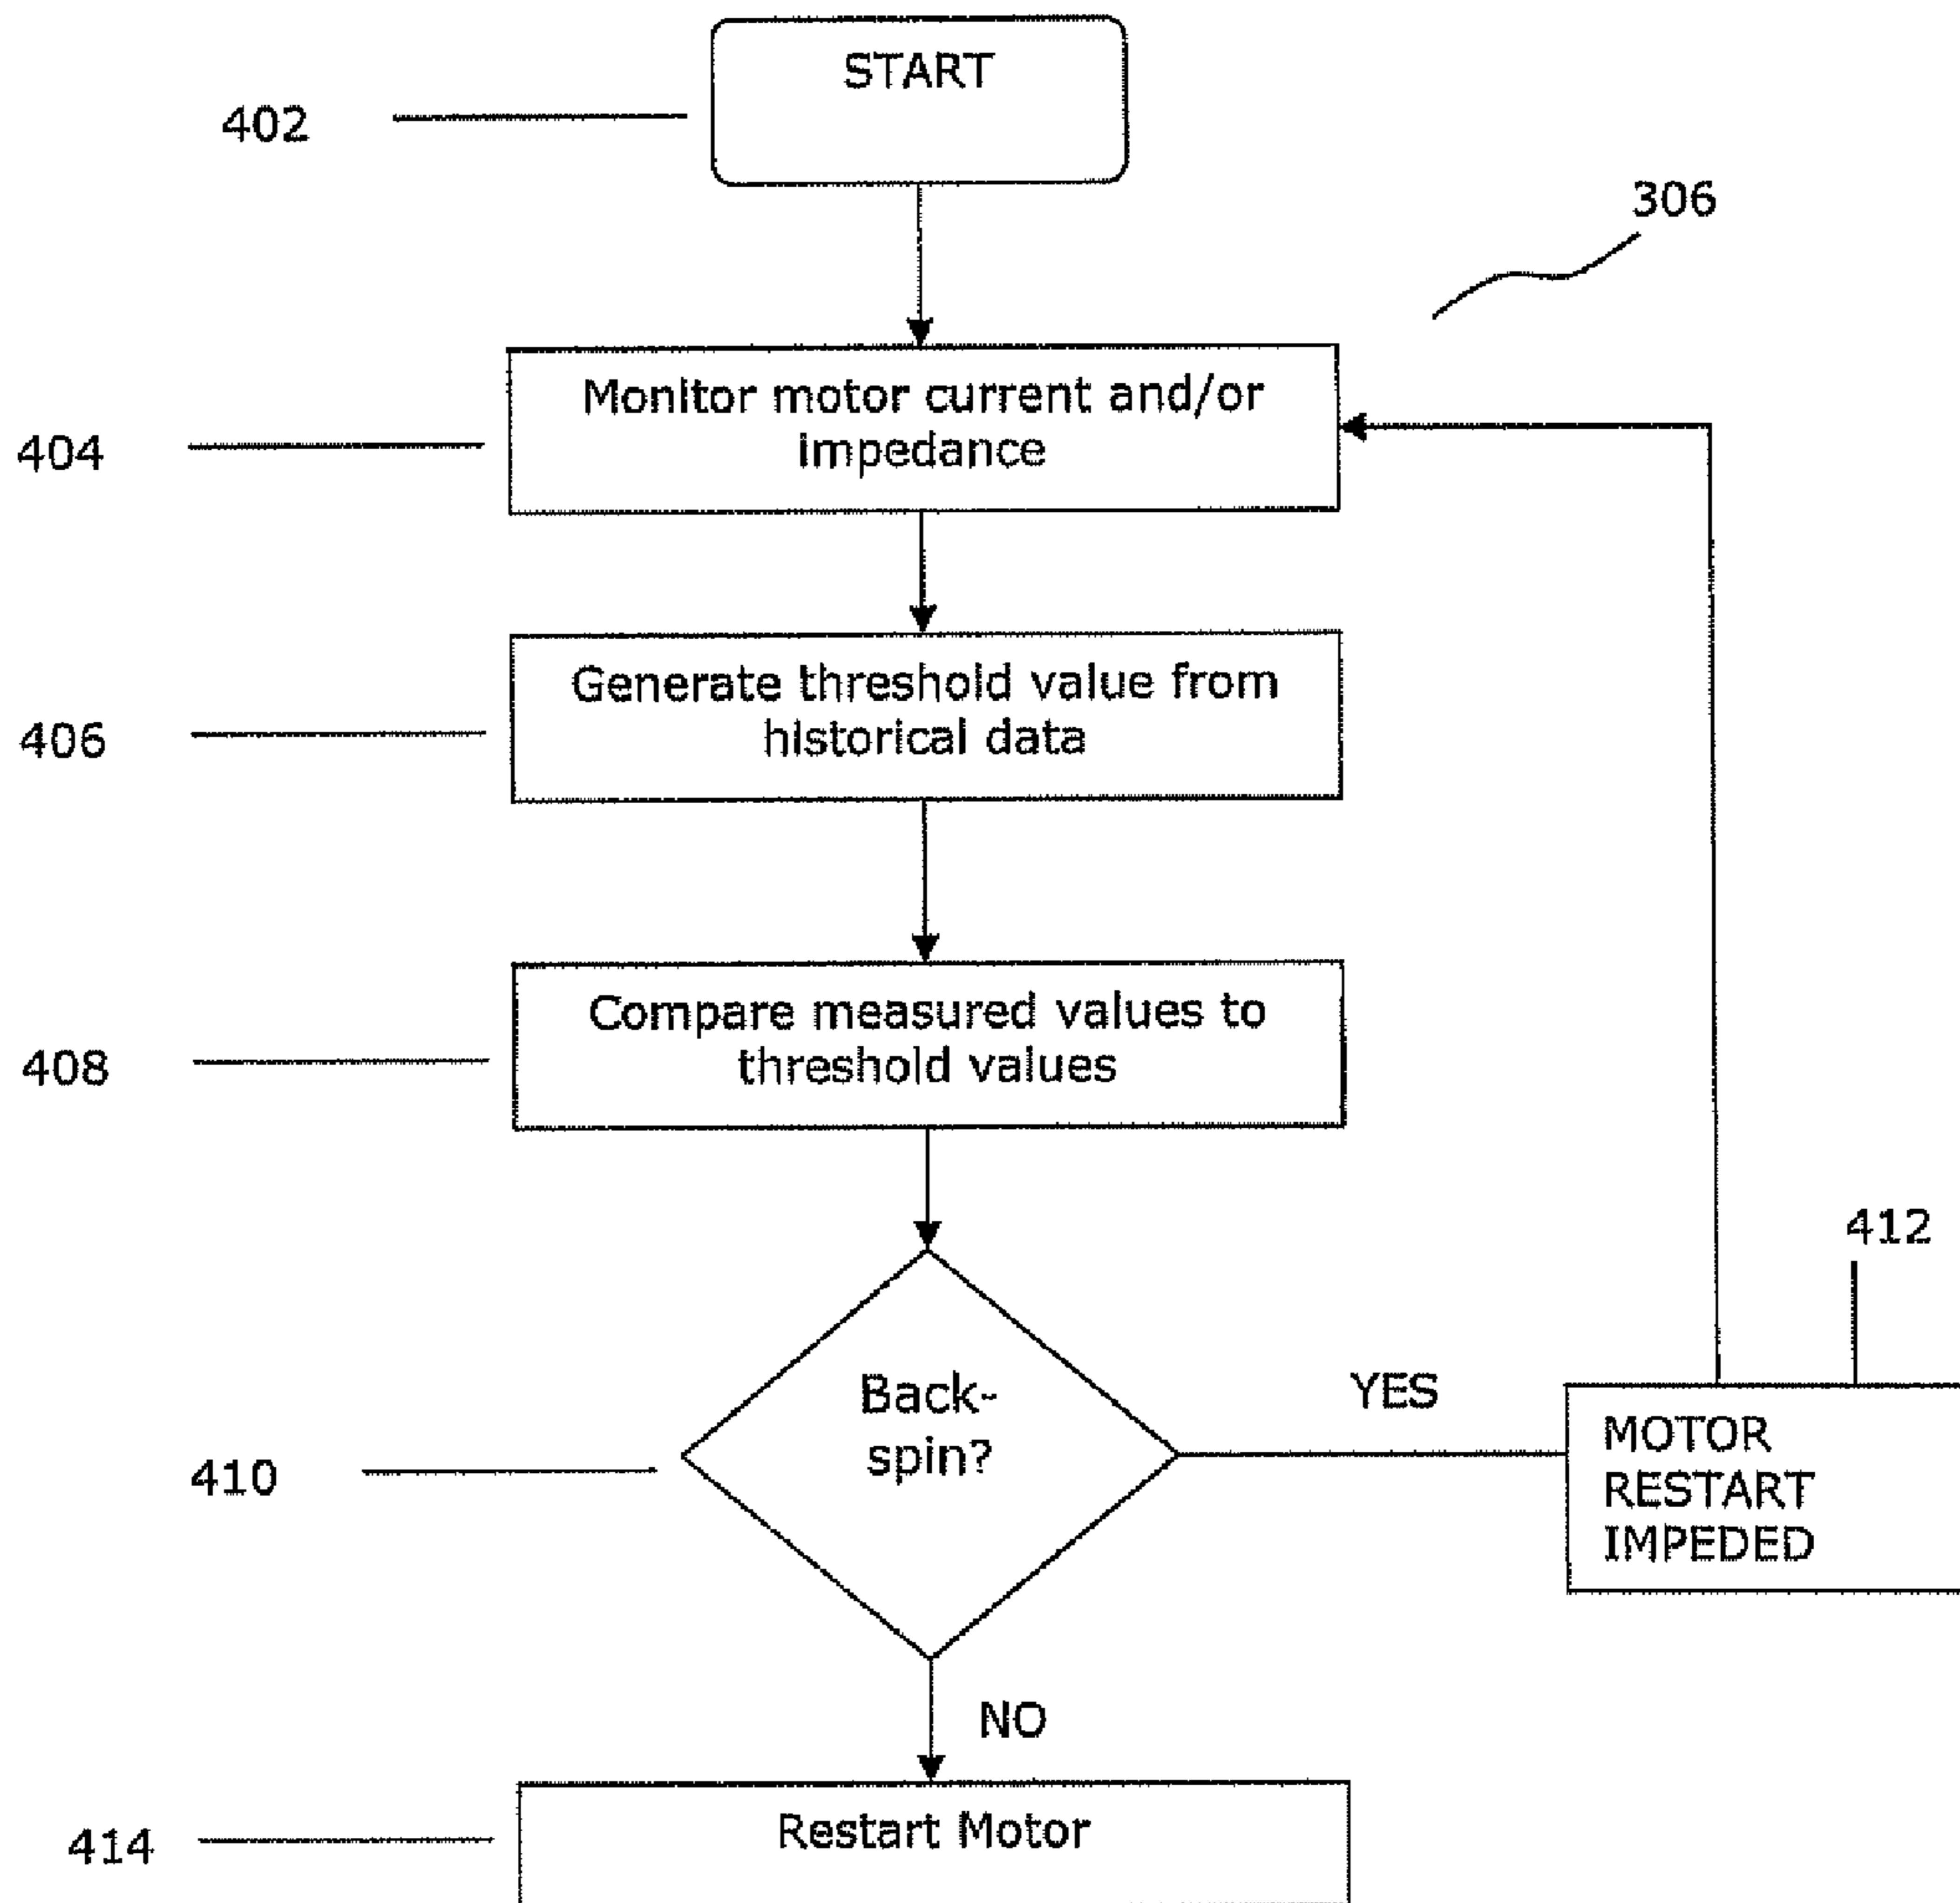 START
402
306
Monitor motor current and/or
impedance
404
Generate threshold value from
historical data
406
Compare measured values to
threshold values
408
412
Back-
spin?
YES
MOTOR
RESTART
IMPEDED
410
NO
Restart Motor
414